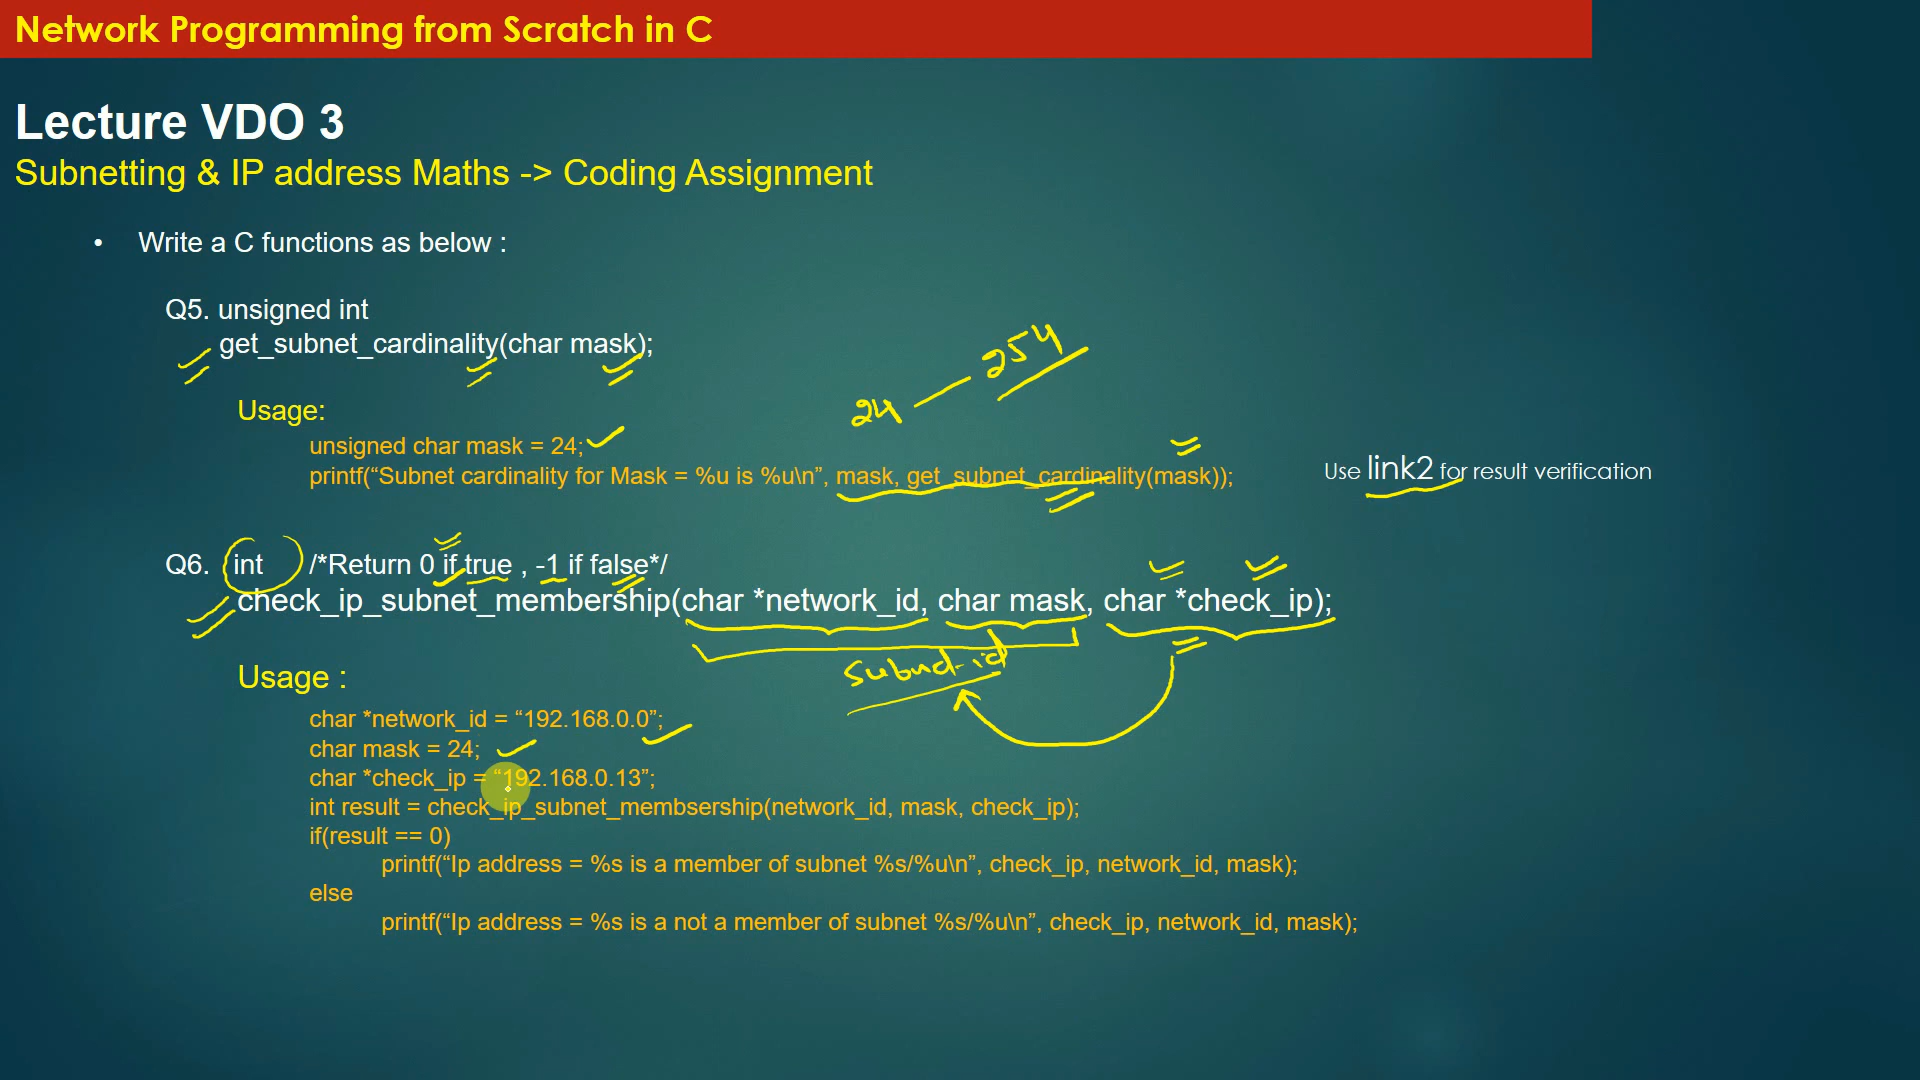 Network Programming from Scratch in C
Lecture VDO 3
Subnetting & IP address Maths -> Coding Assignment
• Write a C functions as below :
Q5. unsigned int
get_subnet_cardinality(char mask);
254
24
Usage:
unsigned char mask = 24;
printf(“Subnet cardinality for Mask = %u is %u\n”, mask, get_subnet_cardinality(mask));
Use link2 for result verification
Q6. int /*Return 0 if true , -1 if false*/
check_ip_subnet_membership(char *network_id, char mask, char *check_ip);
Usage :
char *network_id = “192.168.0.0”;
char mask = 24;
char *check_ip = “192.168.0.13”;
int result = check_ip_subnet_membsership(network_id, mask, check_ip);
if(result == 0)
printf(“Ip address = %s is a member of subnet %s/%u\n”, check_ip, network_id, mask);
else
printf(“Ip address = %s is a not a member of subnet %s/%u\n”, check_ip, network_id, mask);